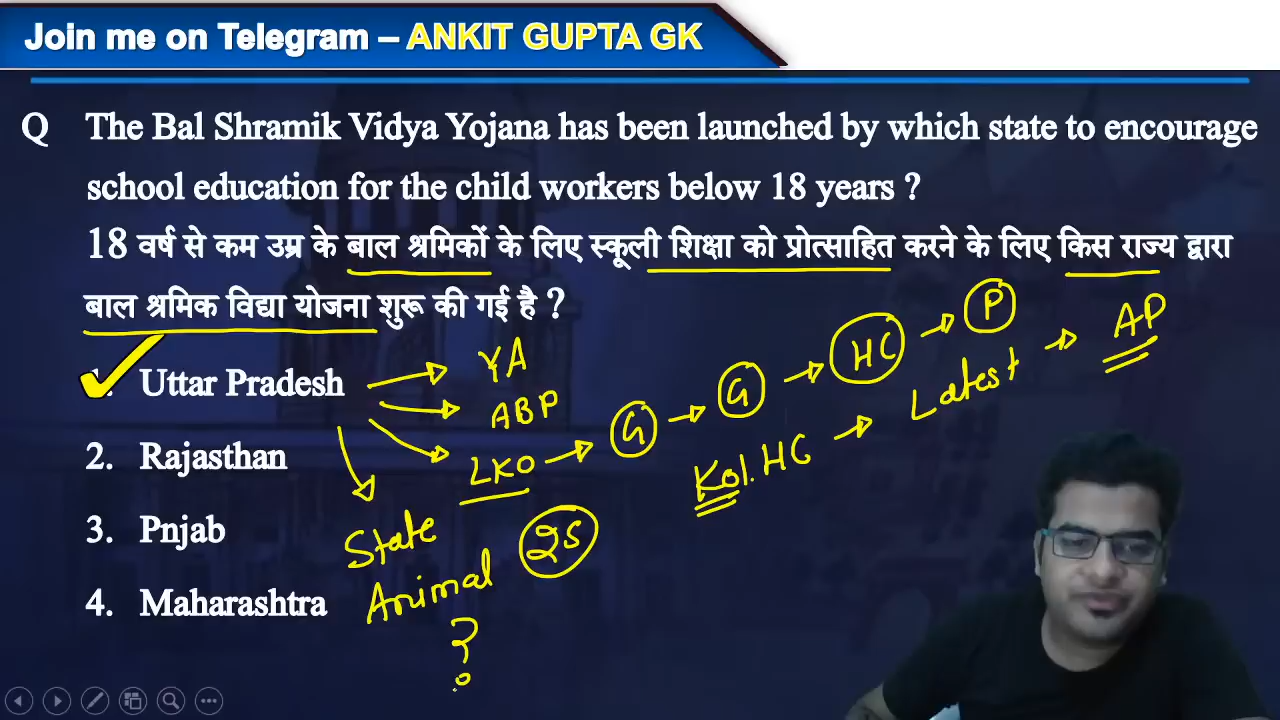 Join me on Telegram – ANKIT GUPTA GK
Q The Bal Shramik Vidya Yojana has been launched by which state to encourage
school education for the child workers below 18 years ?
18 वर्ष से कम उम्र के बाल श्रमिकों के लिए स्कूली शिक्षा को प्रोत्साहित करने के लिए किस राज्य द्वारा
बाल श्रमिक विद्या योजना शुरू की गई है ?
Uttar Pradesh → YA
→ ABP
→ LKO → G → G → HC → P
Kol. HC → Latest → AP
2. Rajasthan
3. Pnjab
4. Maharashtra
State
Animal
?